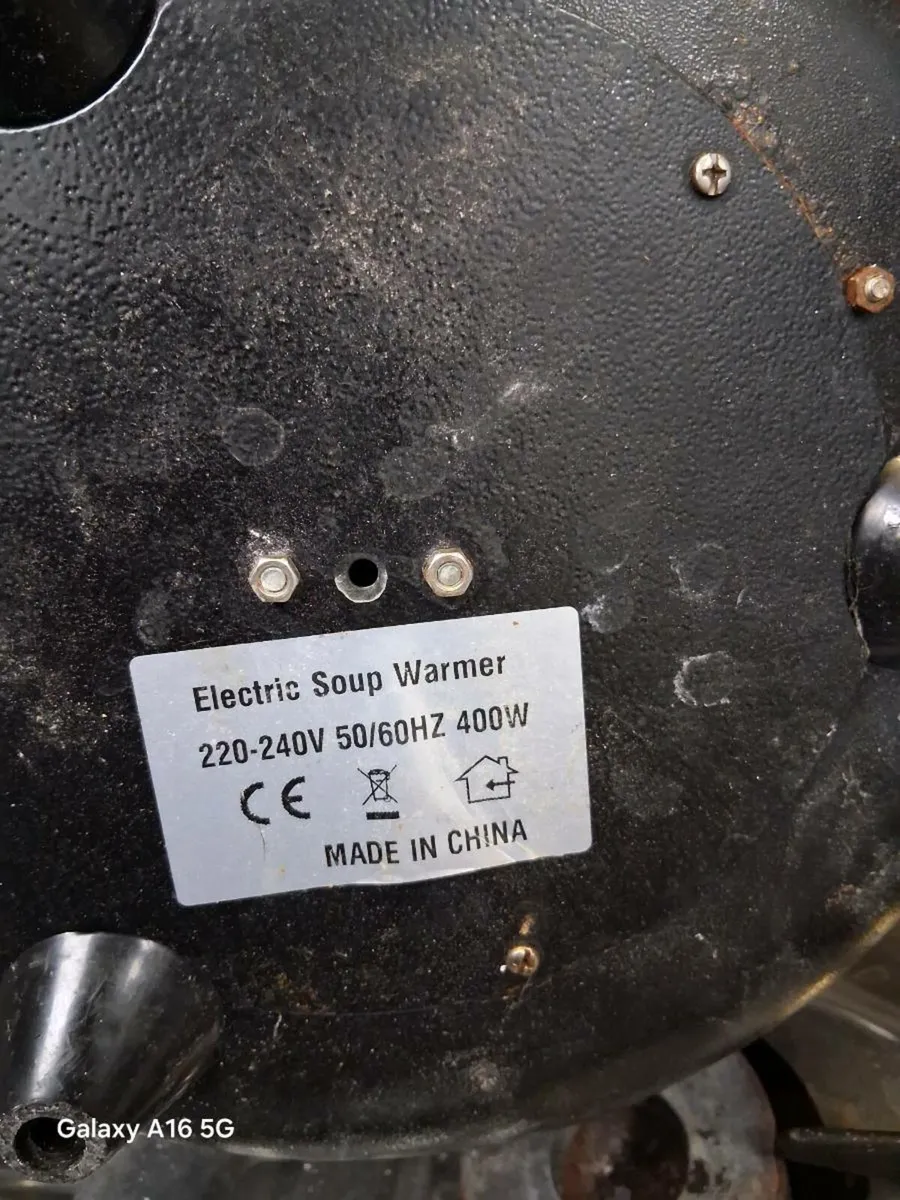 Electric Soup Warmer
220-240V 50/60HZ 400W
CE
MADE IN CHINA
Galaxy A16 5G